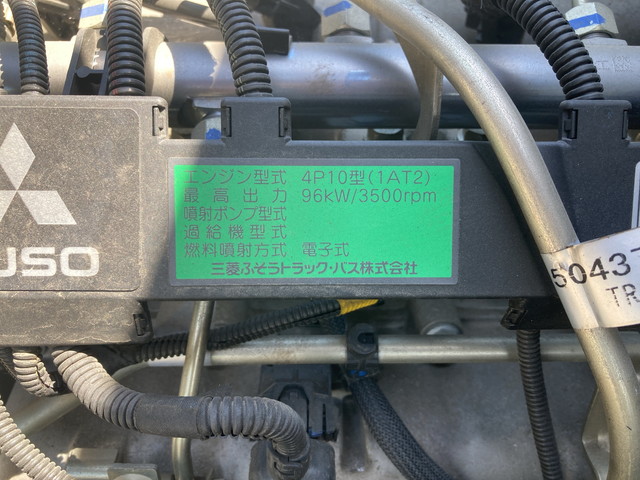 エンジン型式 4P10型(1AT2)
最高出力 96kW/3500rpm
噴射ポンプ型式
過給機型式
燃料噴射方式 電子式
三菱ふそうトラック・バス株式会社
USO
50437
TR